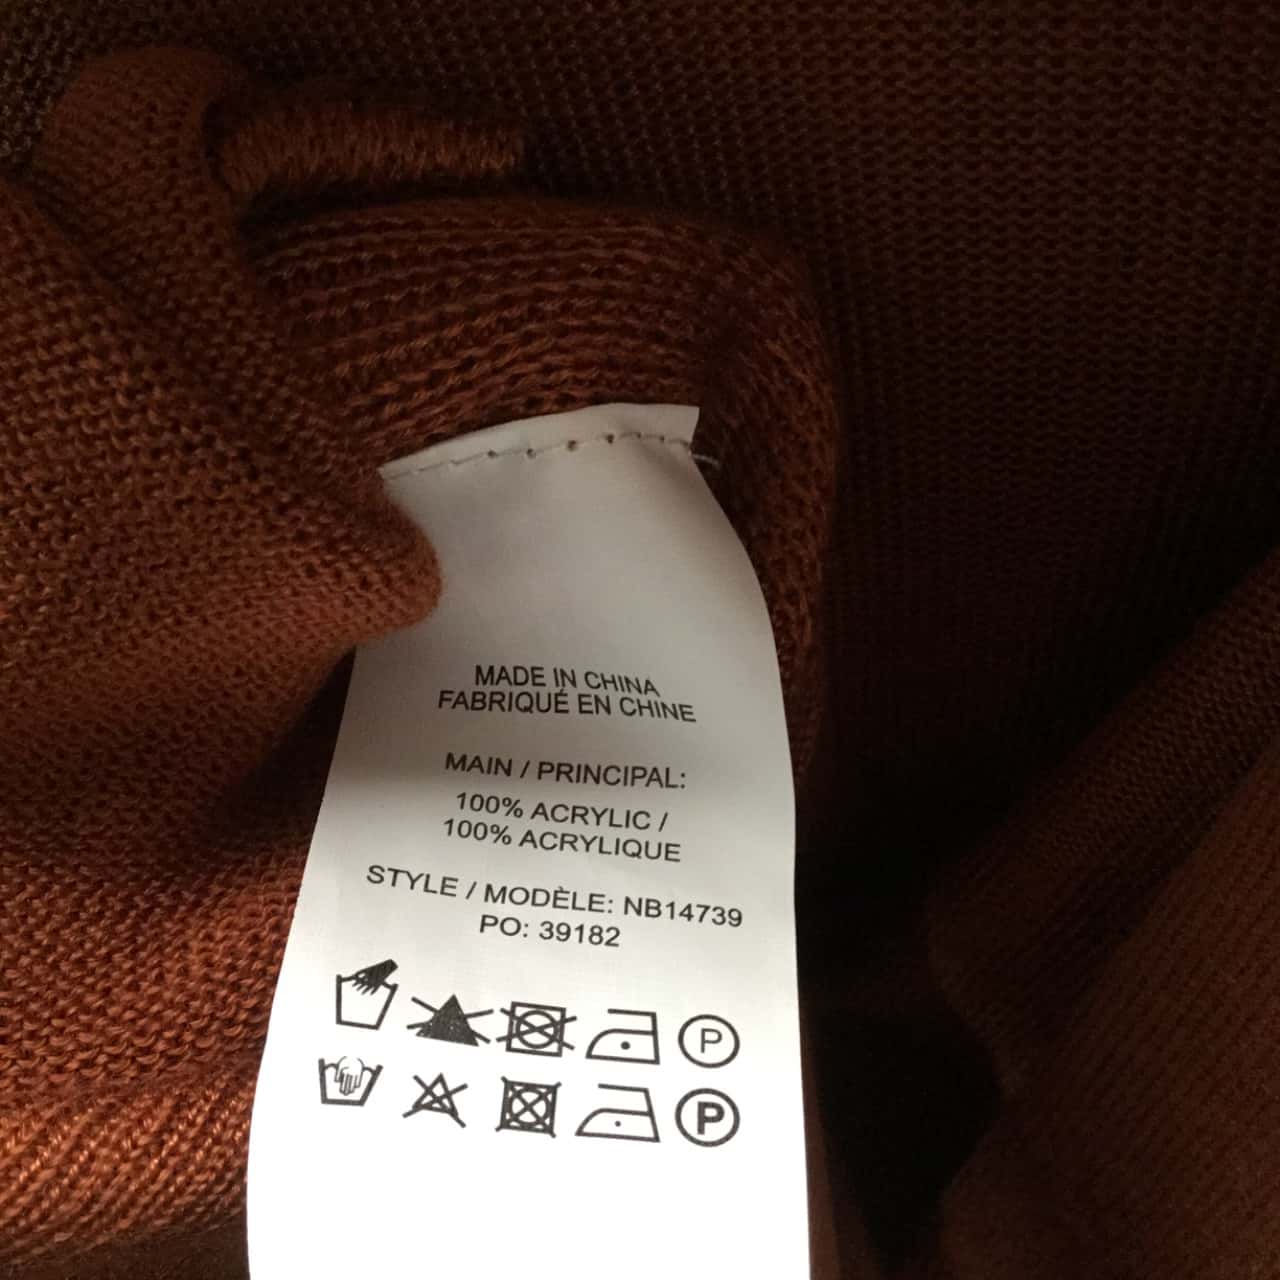 MADE IN CHINA
FABRIQUÉ EN CHINE
MAIN / PRINCIPAL:
100% ACRYLIC /
100% ACRYLIQUE
STYLE / MODÈLE: NB14739
PO: 39182
P
P